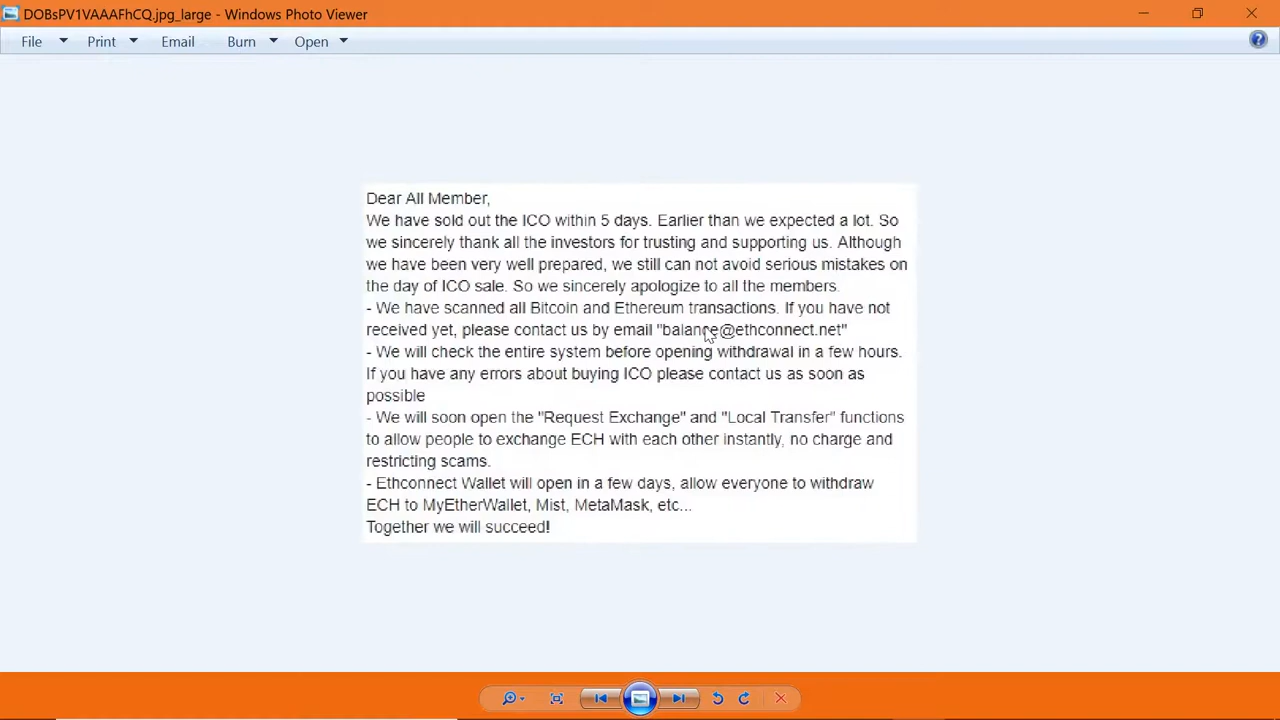 DOBsPV1VAAAFhCQ.jpg_large - Windows Photo Viewer
File Print Email Burn Open
Dear All Member,
We have sold out the ICO within 5 days. Earlier than we expected a lot. So
we sincerely thank all the investors for trusting and supporting us. Although
we have been very well prepared, we still can not avoid serious mistakes on
the day of ICO sale. So we sincerely apologize to all the members.
- We have scanned all Bitcoin and Ethereum transactions. If you have not
received yet, please contact us by email "balance@ethconnect.net"
- We will check the entire system before opening withdrawal in a few hours.
If you have any errors about buying ICO please contact us as soon as
possible
- We will soon open the "Request Exchange" and "Local Transfer" functions
to allow people to exchange ECH with each other instantly, no charge and
restricting scams.
- Ethconnect Wallet will open in a few days, allow everyone to withdraw
ECH to MyEtherWallet, Mist, MetaMask, etc...
Together we will succeed!